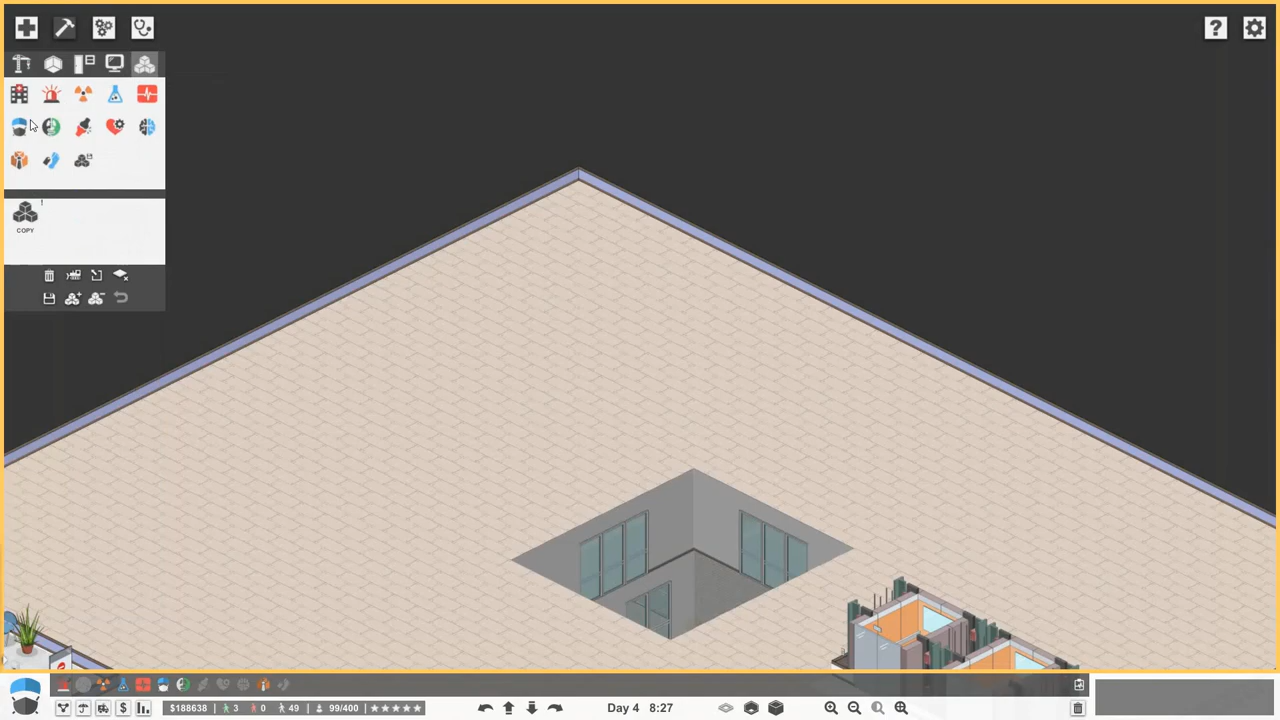 ?
COPY
$188638 | 3 | 0 | 49 | 99/400 | ★★★★★
Day 4 8:27